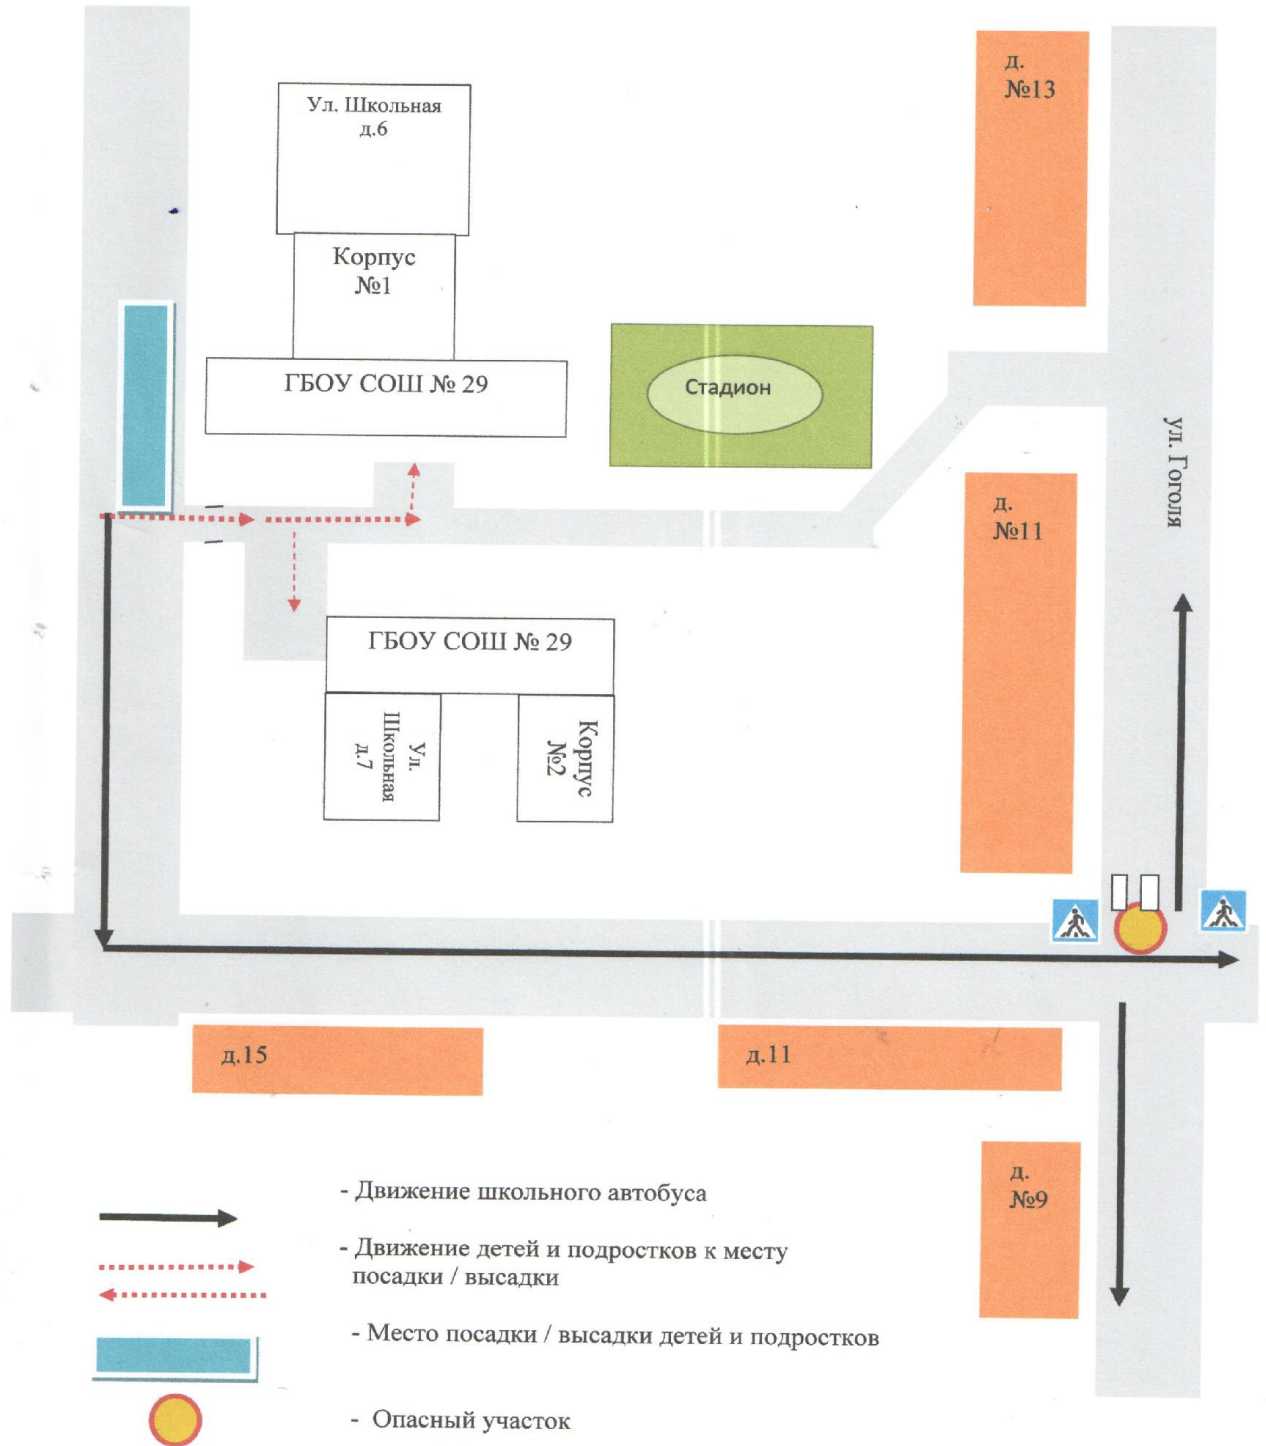 Ул. Школьная
д.6
Корпус
№1
ГБОУ СОШ № 29
Стадион
д.
№13
ул. Гоголя
д.
№11
ГБОУ СОШ № 29
Ул.
Школьная
д.7
Корпус
№2
д.15
д.11
д.
№9
- Движение школьного автобуса
- Движение детей и подростков к месту
посадки / высадки
- Место посадки / высадки детей и подростков
- Опасный участок